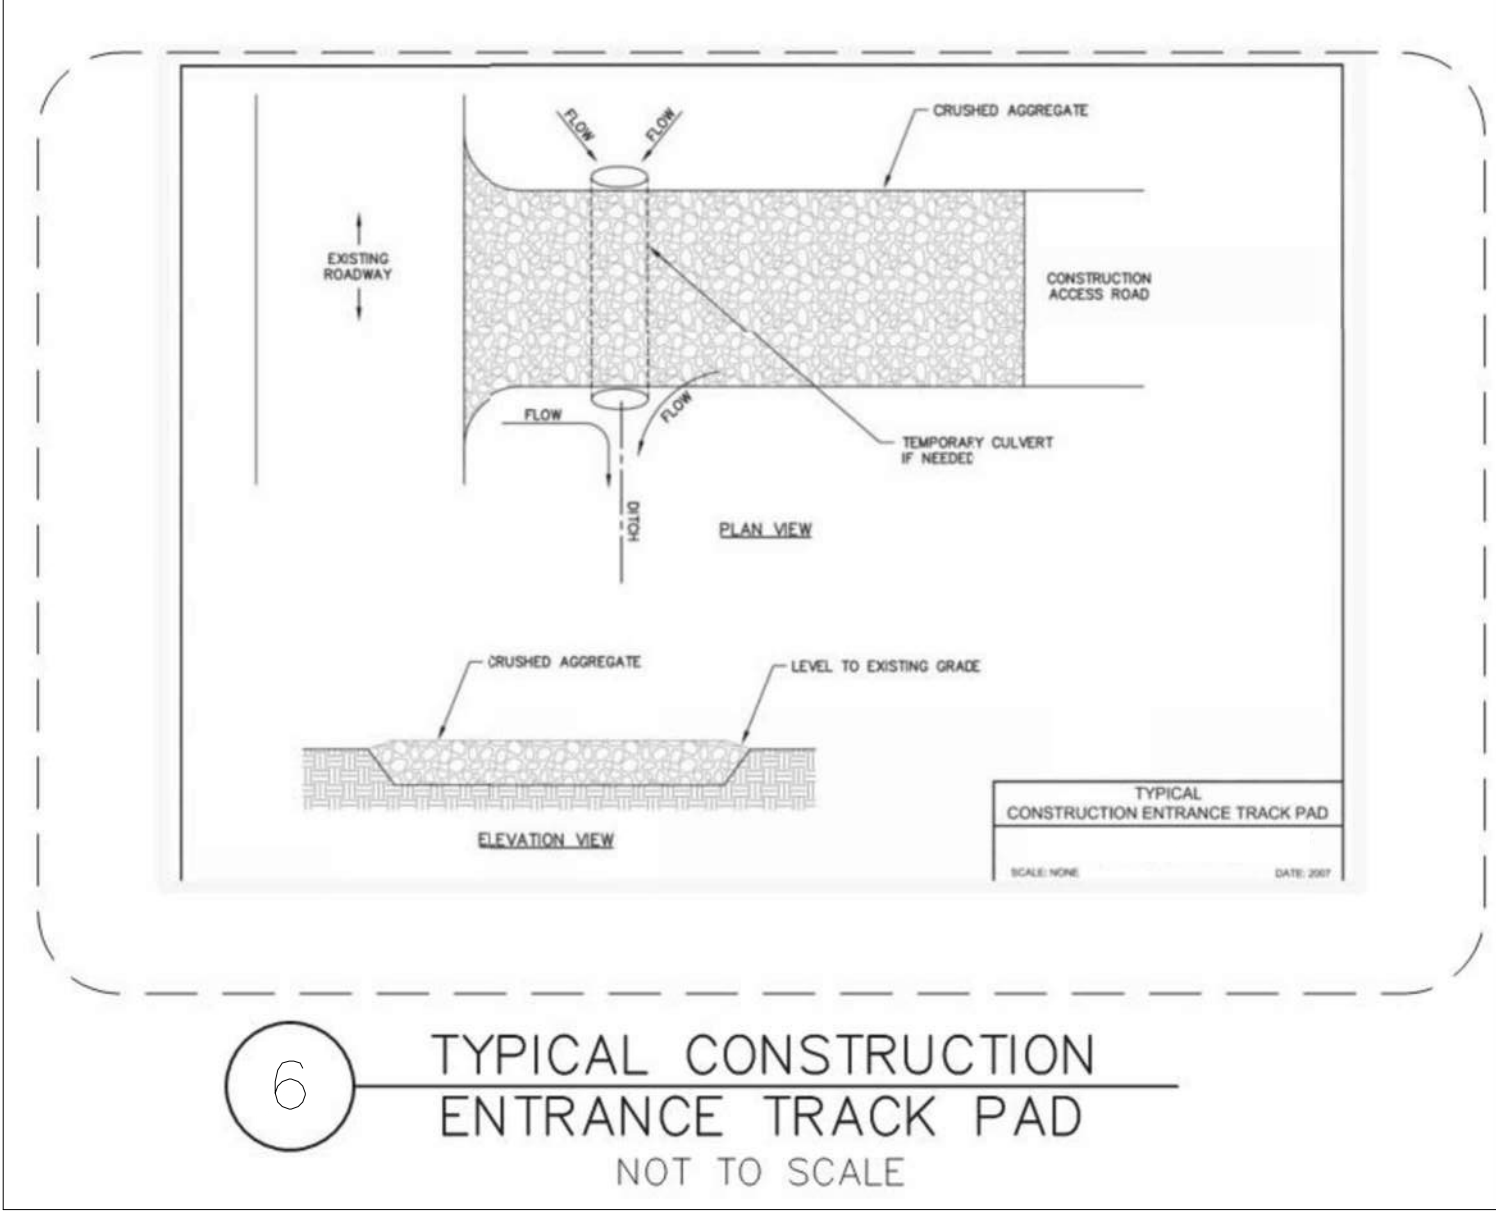 FLOW
FLOW
CRUSHED AGGREGATE
EXISTING
ROADWAY
CONSTRUCTION
ACCESS ROAD
FLOW
FLOW
TEMPORARY CULVERT
IF NEEDED
DITCH
PLAN VIEW
CRUSHED AGGREGATE
LEVEL TO EXISTING GRADE
ELEVATION VIEW
TYPICAL
CONSTRUCTION ENTRANCE TRACK PAD
SCALE: NONE
DATE: 2007
6
TYPICAL CONSTRUCTION
ENTRANCE TRACK PAD
NOT TO SCALE